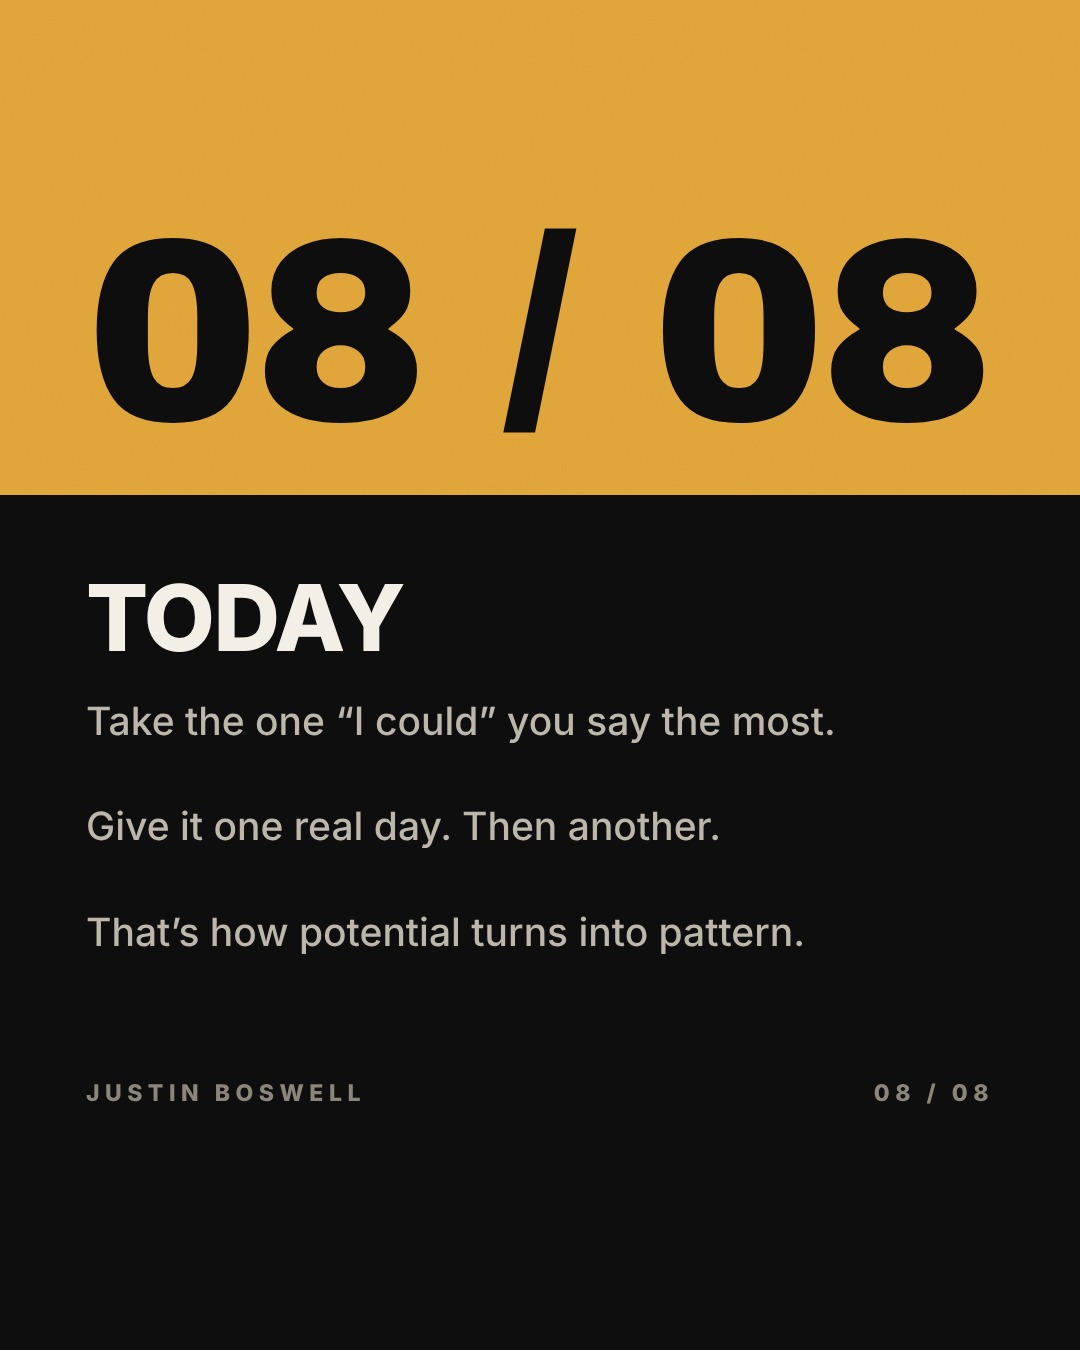 08 / 08
TODAY
Take the one “I could” you say the most.
Give it one real day. Then another.
That’s how potential turns into pattern.
JUSTIN BOSWELL
08 / 08